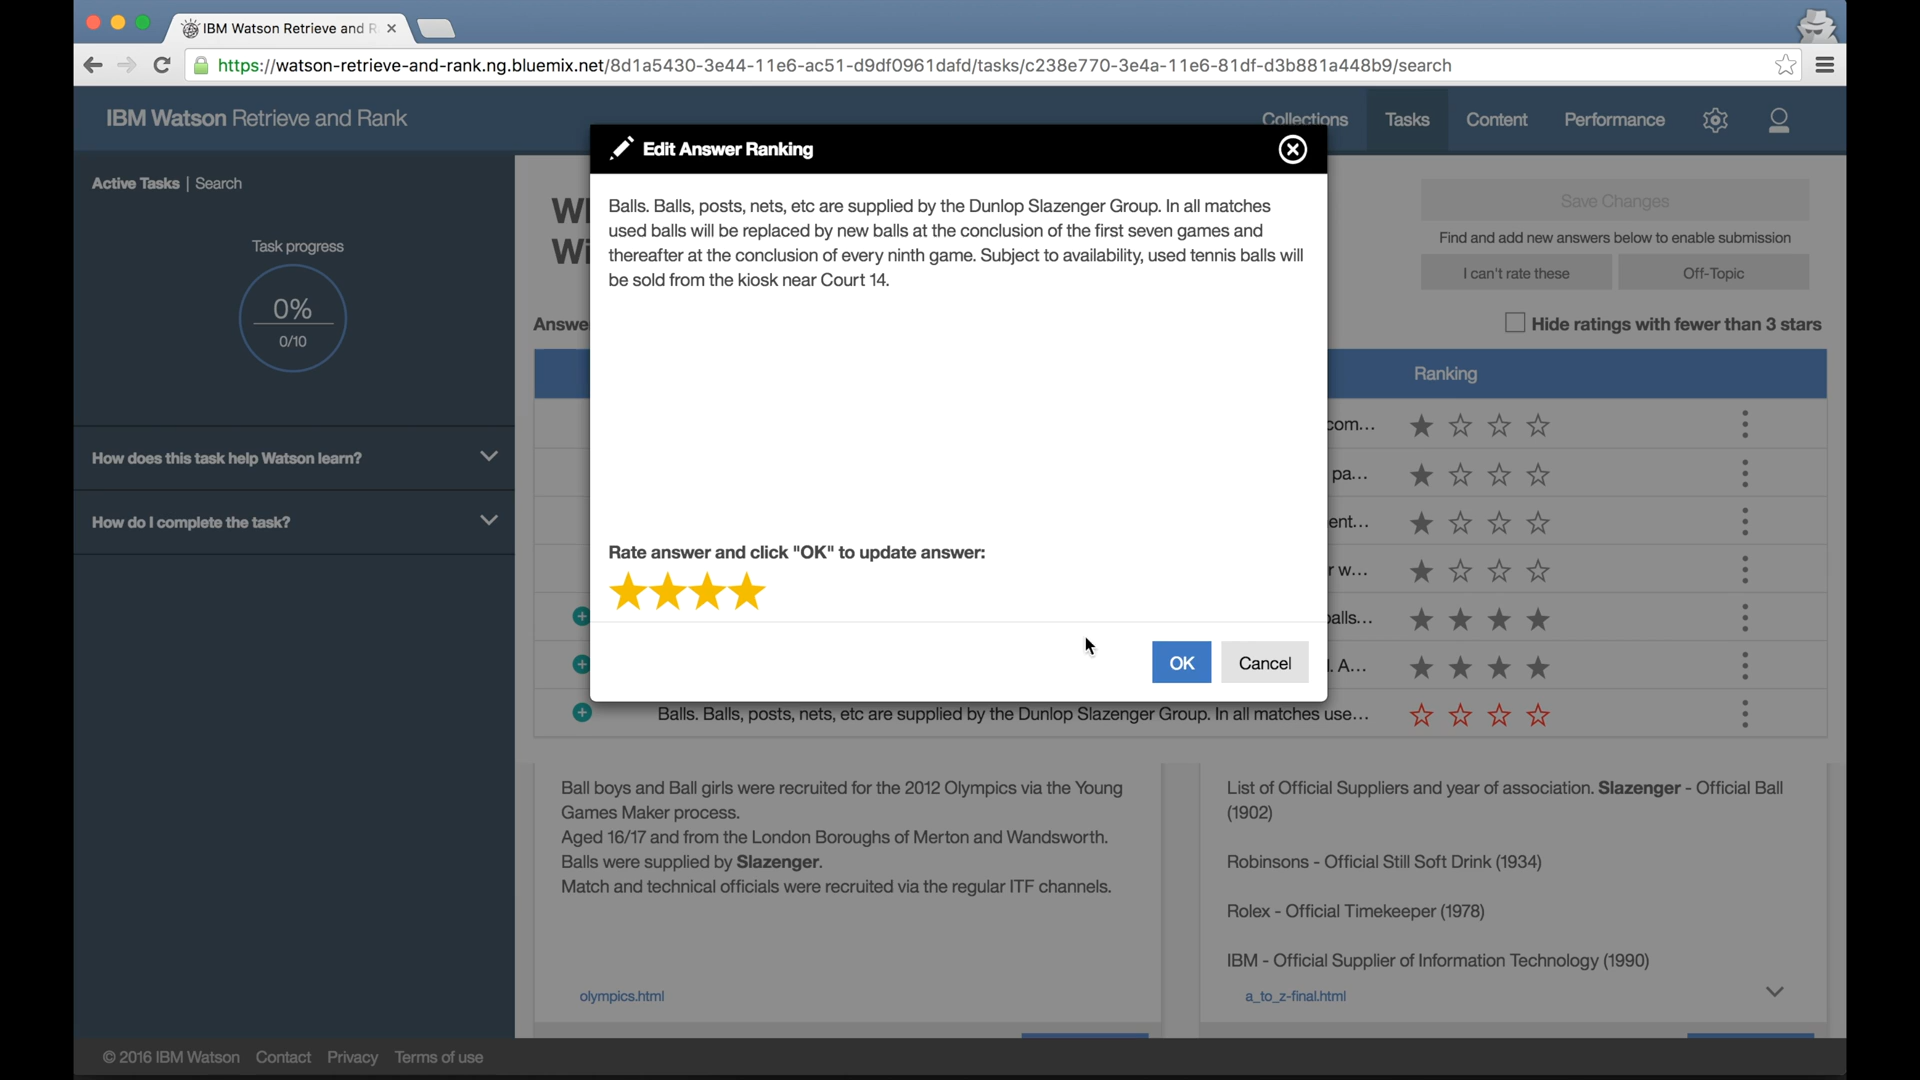 IBM Watson Retrieve and R
https://watson-retrieve-and-rank.ng.bluemix.net/8d1a5430-3e44-11e6-ac51-d9df0961dafd/tasks/c238e770-3e4a-11e6-81df-d3b881a448b9/search
IBM Watson Retrieve and Rank
Collections
Tasks
Content
Performance
Active Tasks | Search
Task progress
0%
0/10
How does this task help Watson learn?
How do I complete the task?
Wi
Save Changes
Find and add new answers below to enable submission
I can't rate these
Off-Topic
Answe
Hide ratings with fewer than 3 stars
Ranking
com...
pa...
ent...
r w...
alls...
. A...
Balls. Balls, posts, nets, etc are supplied by the Dunlop Slazenger Group. In all matches use...
Edit Answer Ranking
Balls. Balls, posts, nets, etc are supplied by the Dunlop Slazenger Group. In all matches
used balls will be replaced by new balls at the conclusion of the first seven games and
thereafter at the conclusion of every ninth game. Subject to availability, used tennis balls will
be sold from the kiosk near Court 14.
Rate answer and click "OK" to update answer:
OK
Cancel
Ball boys and Ball girls were recruited for the 2012 Olympics via the Young
Games Maker process.
Aged 16/17 and from the London Boroughs of Merton and Wandsworth.
Balls were supplied by Slazenger.
Match and technical officials were recruited via the regular ITF channels.
olympics.html
List of Official Suppliers and year of association. Slazenger - Official Ball
(1902)
Robinsons - Official Still Soft Drink (1934)
Rolex - Official Timekeeper (1978)
IBM - Official Supplier of Information Technology (1990)
a_to_z-final.html
© 2016 IBM Watson
Contact
Privacy
Terms of use